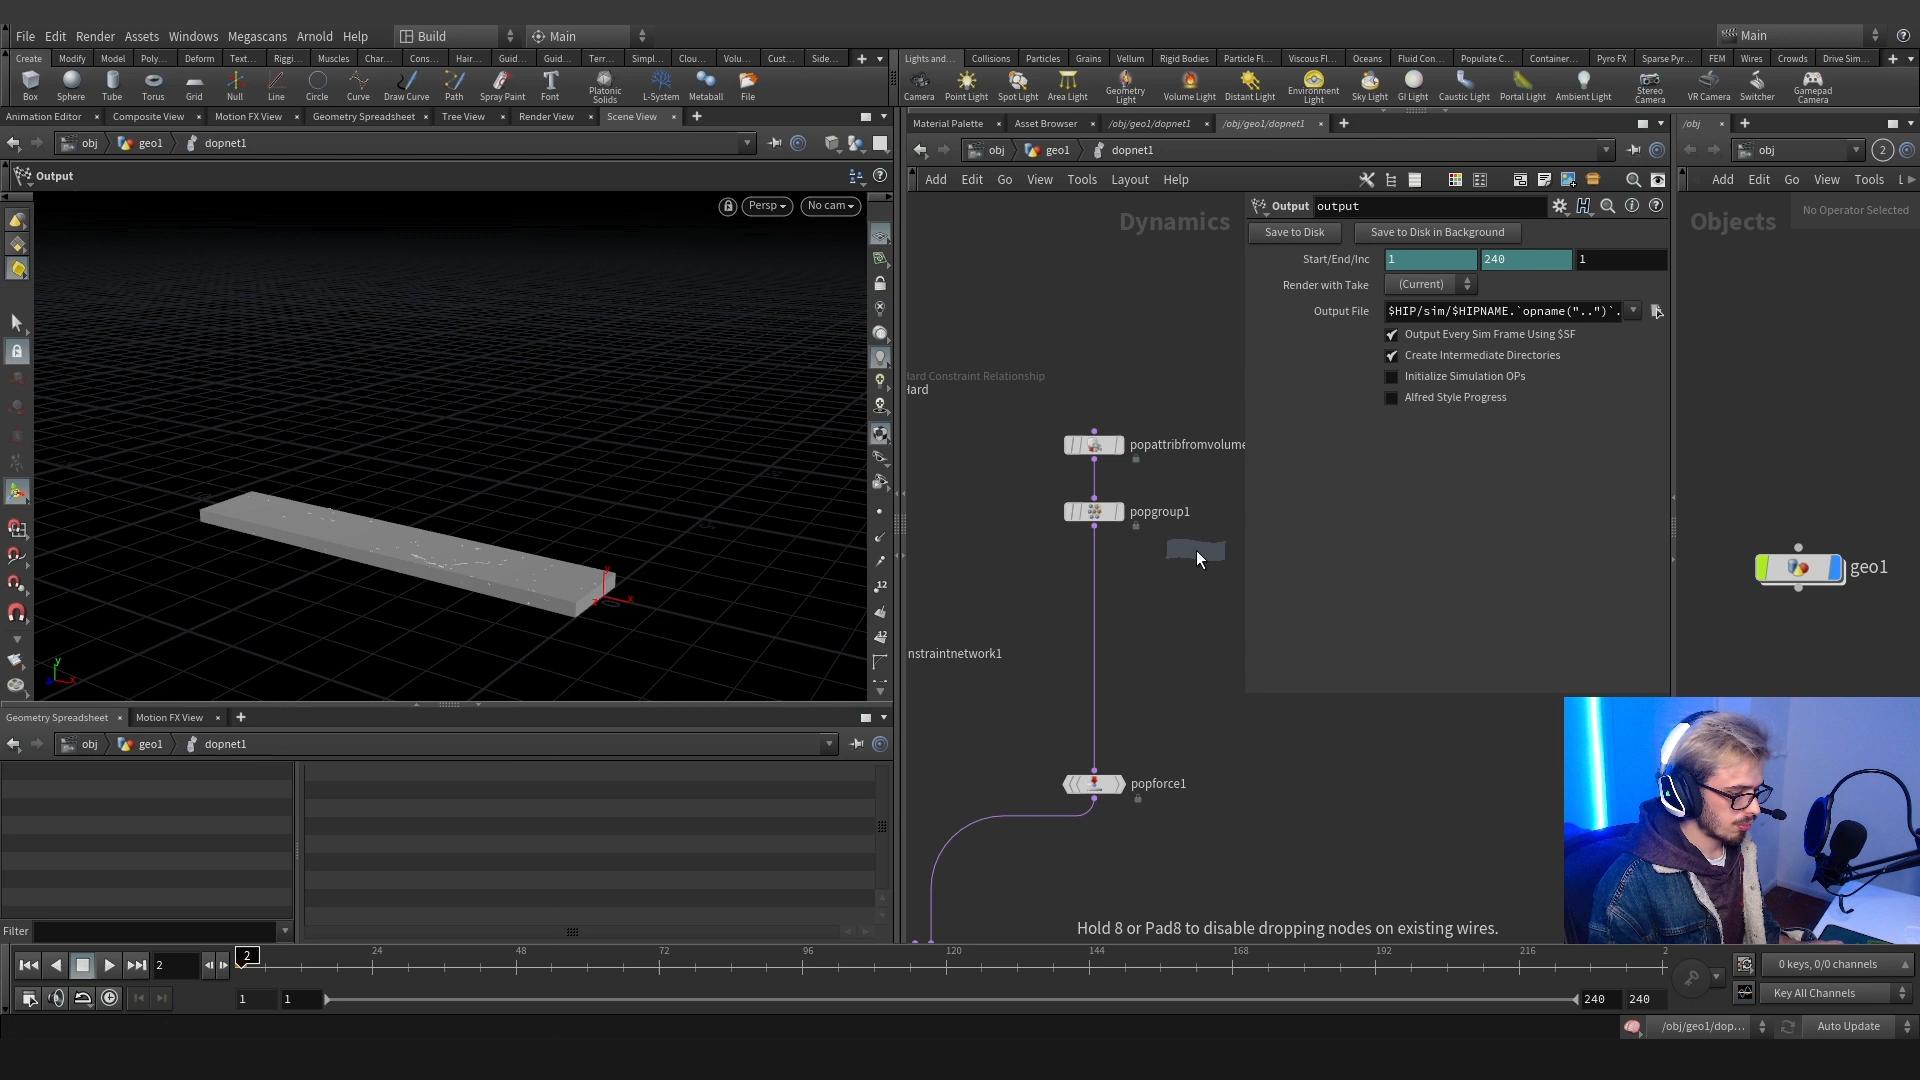 File Edit Render Assets Windows Megascans Arnold Help Build Main Main
Create Modify Model Poly... Deform Text... Riggi... Muscles Char... Cons... Hair... Guid... Guid... Terr... Simpl... Clou... Volu... Cust... Side...
Lights and... Collisions Particles Grains Vellum Rigid Bodies Particle Fl... Viscous Fl... Oceans Fluid Con... Populate C... Container... Pyro FX Sparse Pyr... FEM Wires Crowds Drive Sim...
Box Sphere Tube Torus Grid Null Line Circle Curve Draw Curve Path Spray Paint Font Platonic Solids L-System Metaball File
Camera Point Light Spot Light Area Light Geometry Light Volume Light Distant Light Environment Light Sky Light GI Light Caustic Light Portal Light Ambient Light Stereo Camera VR Camera Switcher Gamepad Camera
Animation Editor Composite View Motion FX View Geometry Spreadsheet Tree View Render View Scene View
Material Palette Asset Browser /obj/geo1/dopnet1 /obj/geo1/dopnet1 /obj
obj geo1 dopnet1
obj geo1 dopnet1
obj 2
Output
Add Edit Go View Tools Layout Help
Add Edit Go View Tools L
Persp No cam
Dynamics
Output output
Objects
No Operator Selected
Save to Disk Save to Disk in Background
Start/End/Inc 1 240 1
Render with Take (Current)
Output File $HIP/sim/$HIPNAME.`opname("..")`.
Output Every Sim Frame Using $SF
Create Intermediate Directories
Initialize Simulation OPs
Alfred Style Progress
Hard Constraint Relationship
Hard
popattribfromvolume
popgroup1
geo1
nstraintnetwork1
popforce1
12
12
y
x
z
y
x
Geometry Spreadsheet Motion FX View
obj geo1 dopnet1
Filter
Hold 8 or Pad8 to disable dropping nodes on existing wires.
2 2 24 48 72 96 120 144 168 192 216 2
0 keys, 0/0 channels
1 1 240 240
Key All Channels
/obj/geo1/dop... Auto Update